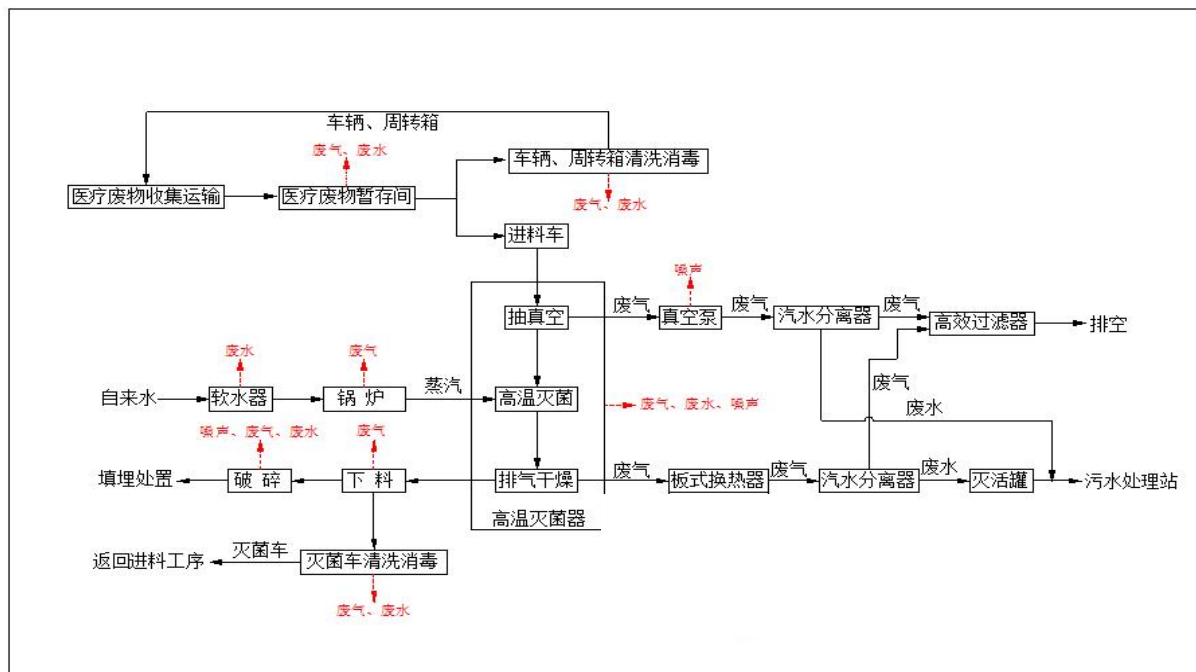 车辆、周转箱
废气、废水
车辆、周转箱清洗消毒
医疗废物收集运输
医疗废物暂存间
废气、废水
进料车
噪声
抽真空
废气
真空泵
废气
汽水分离器
废气
高效过滤器
排空
废水
废气
废气
自来水
软水器
锅 炉
蒸汽
高温灭菌
废气、废水、噪声
废水
噪声、废气、废水
废气
填埋处置
破 碎
下 料
排气干燥
废气
板式换热器
废气
汽水分离器
废水
灭活罐
污水处理站
高温灭菌器
返回进料工序
灭菌车
灭菌车清洗消毒
废气、废水